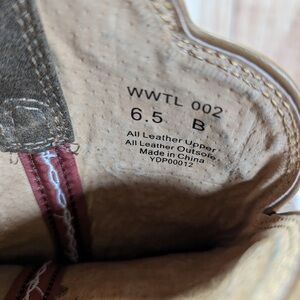 WWTL 002
6.5 B
All Leather Upper
All Leather Outsole
Made in China
YDP00012